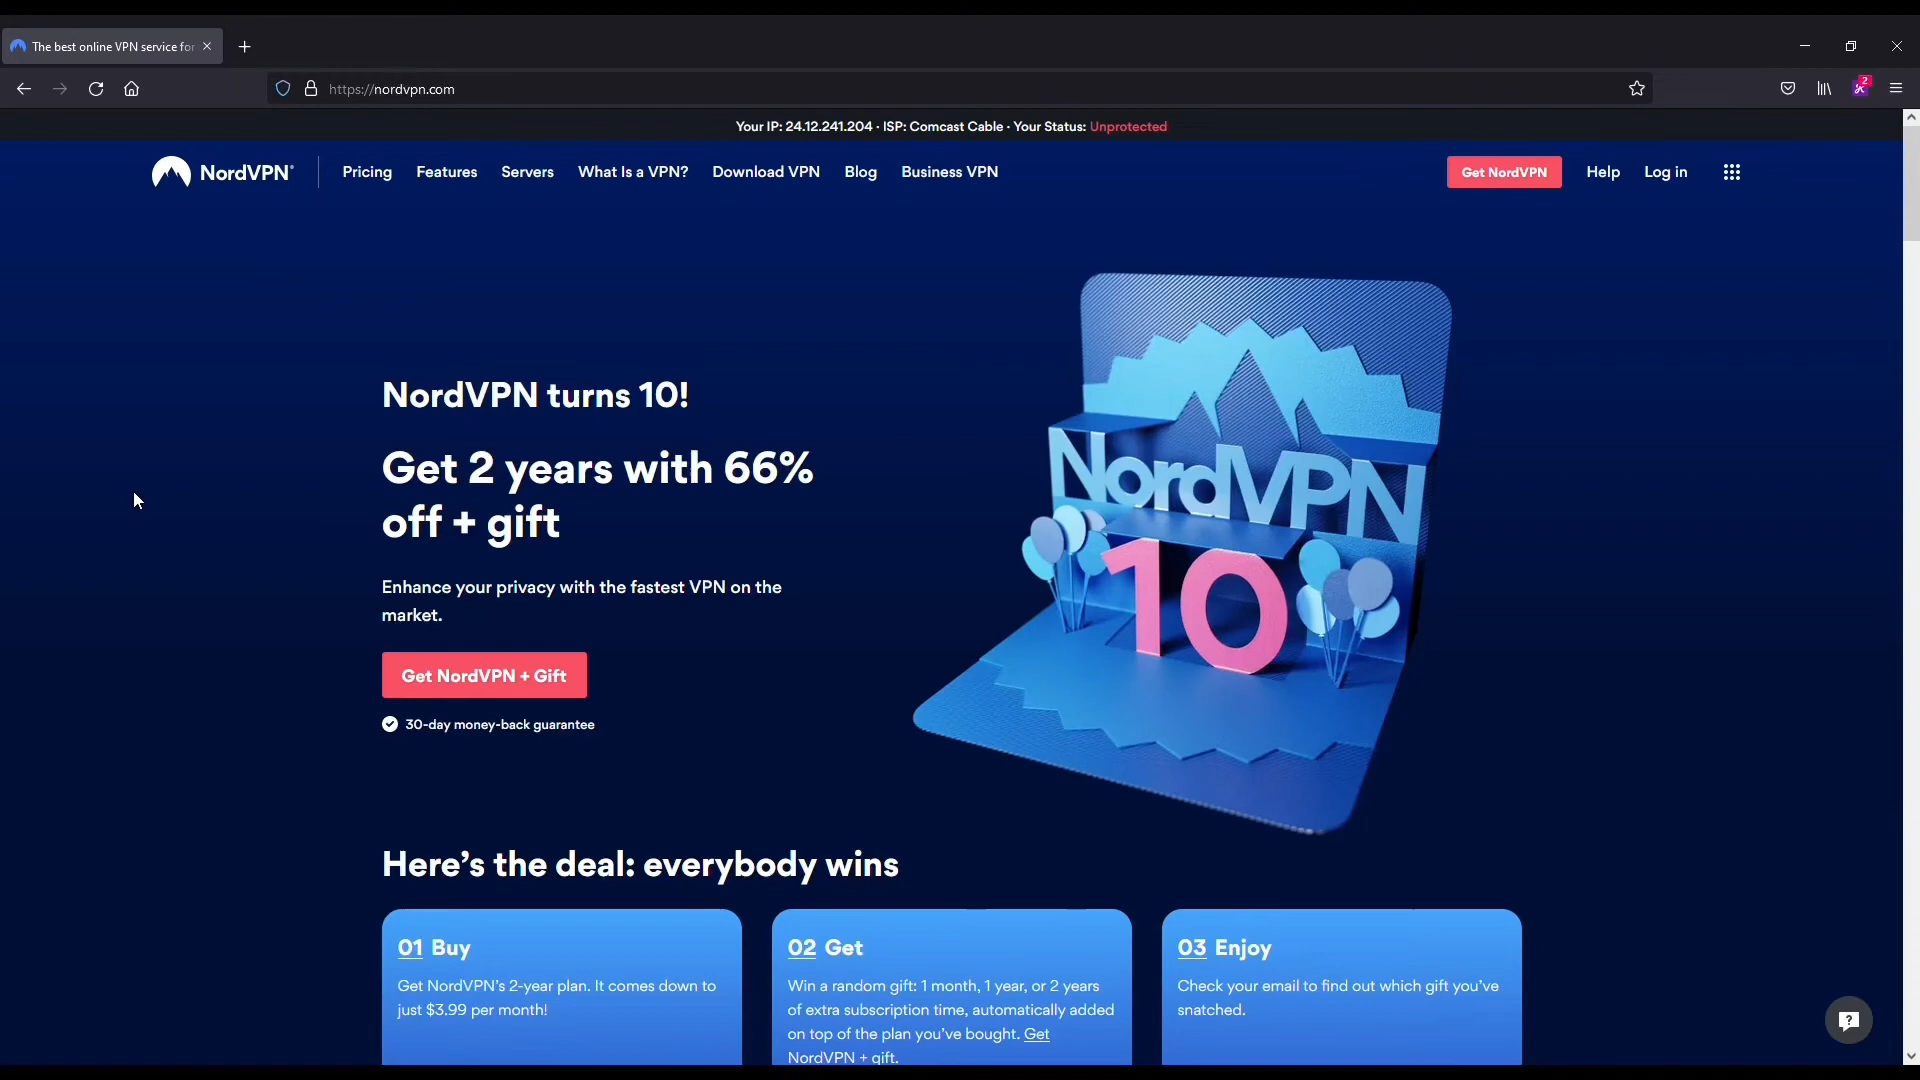 The best online VPN service for
https://nordvpn.com
2
Your IP: 24.12.241.204 · ISP: Comcast Cable · Your Status: Unprotected
NordVPN®
Pricing
Features
Servers
What Is a VPN?
Download VPN
Blog
Business VPN
Get NordVPN
Help
Log in
NordVPN turns 10!
Get 2 years with 66%
off + gift
Enhance your privacy with the fastest VPN on the
market.
Get NordVPN + Gift
30-day money-back guarantee
NordVPN
10
Here’s the deal: everybody wins
01 Buy
Get NordVPN’s 2-year plan. It comes down to
just $3.99 per month!
02 Get
Win a random gift: 1 month, 1 year, or 2 years
of extra subscription time, automatically added
on top of the plan you’ve bought. Get
NordVPN + gift.
03 Enjoy
Check your email to find out which gift you’ve
snatched.
?